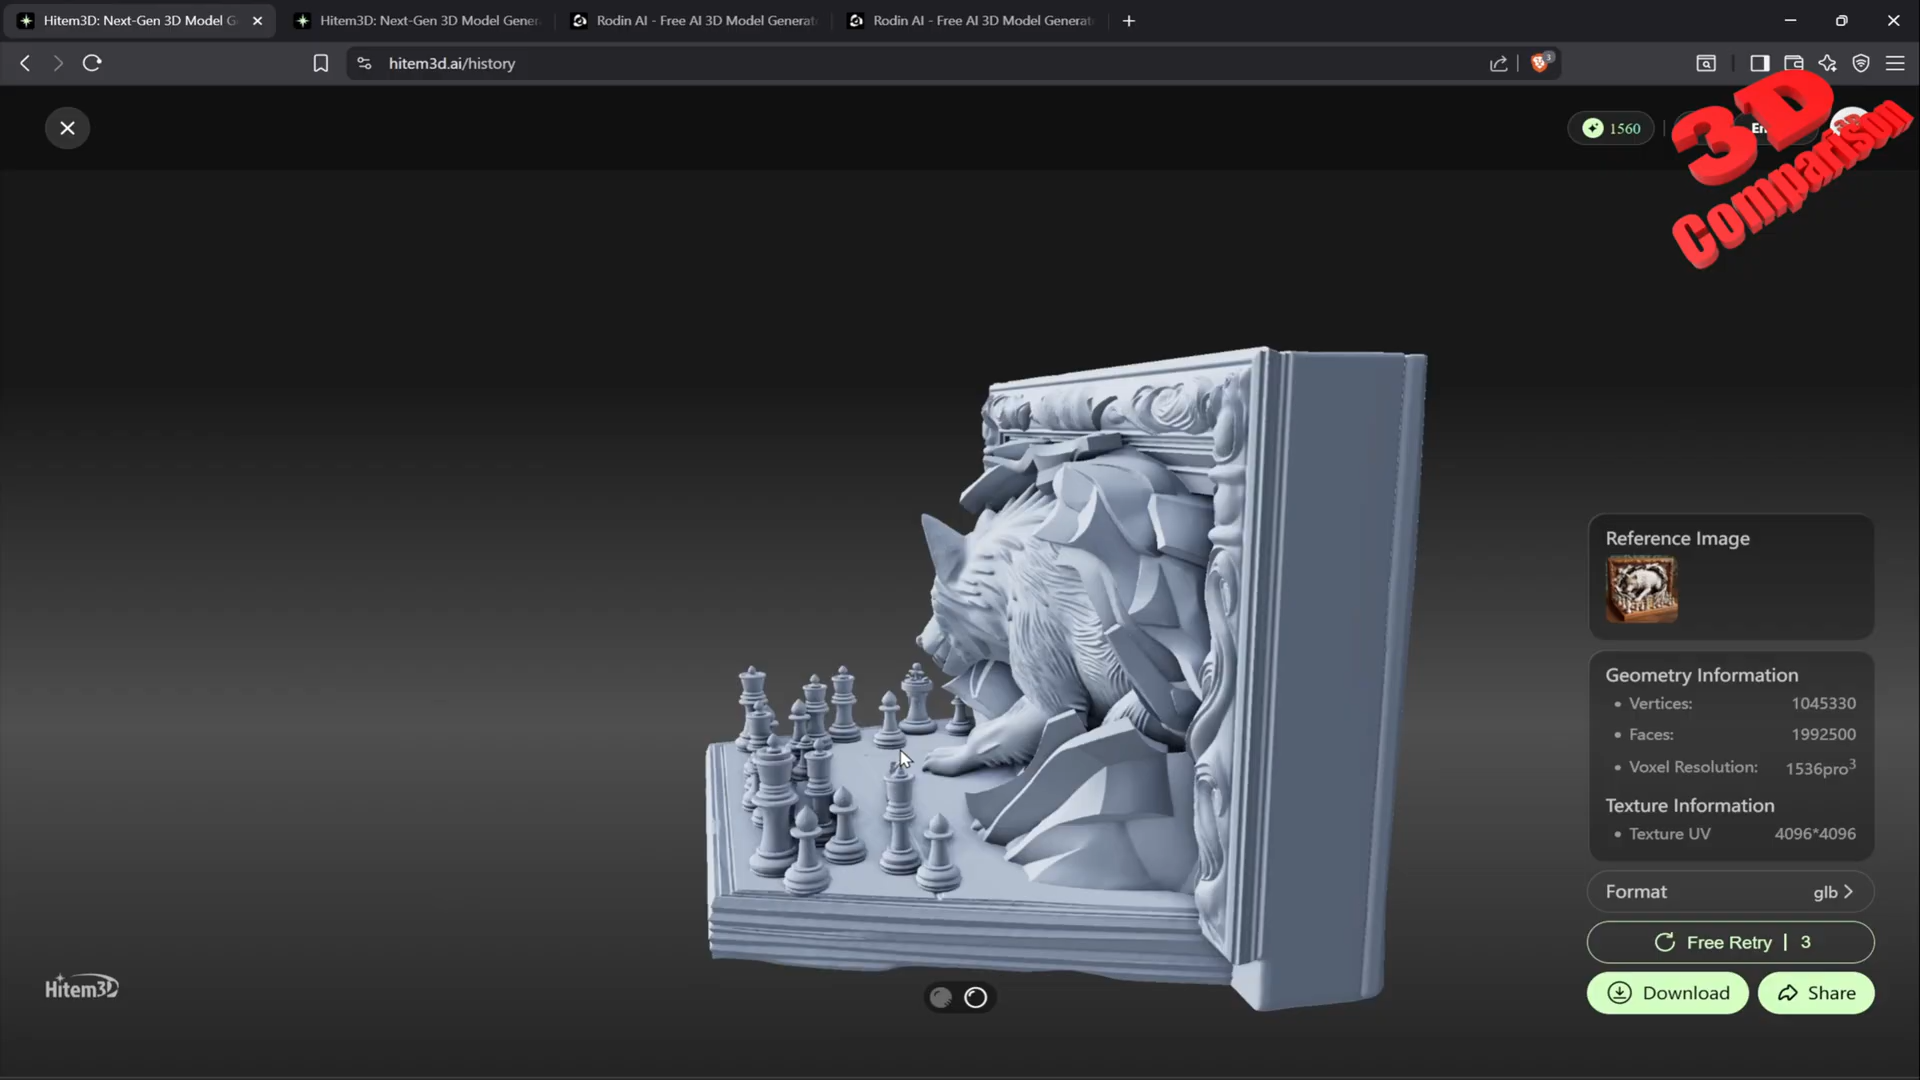 Hitem3D: Next-Gen 3D Model G
Hitem3D: Next-Gen 3D Model Gener
Rodin AI - Free AI 3D Model Generat
Rodin AI - Free AI 3D Model Generat
hitem3d.ai/history
3
1560
En
3D
Comparison
Reference Image
Geometry Information
• Vertices: 1045330
• Faces: 1992500
• Voxel Resolution: 1536pro³
Texture Information
• Texture UV 4096*4096
Format glb
Free Retry | 3
Download
Share
Hitem3D